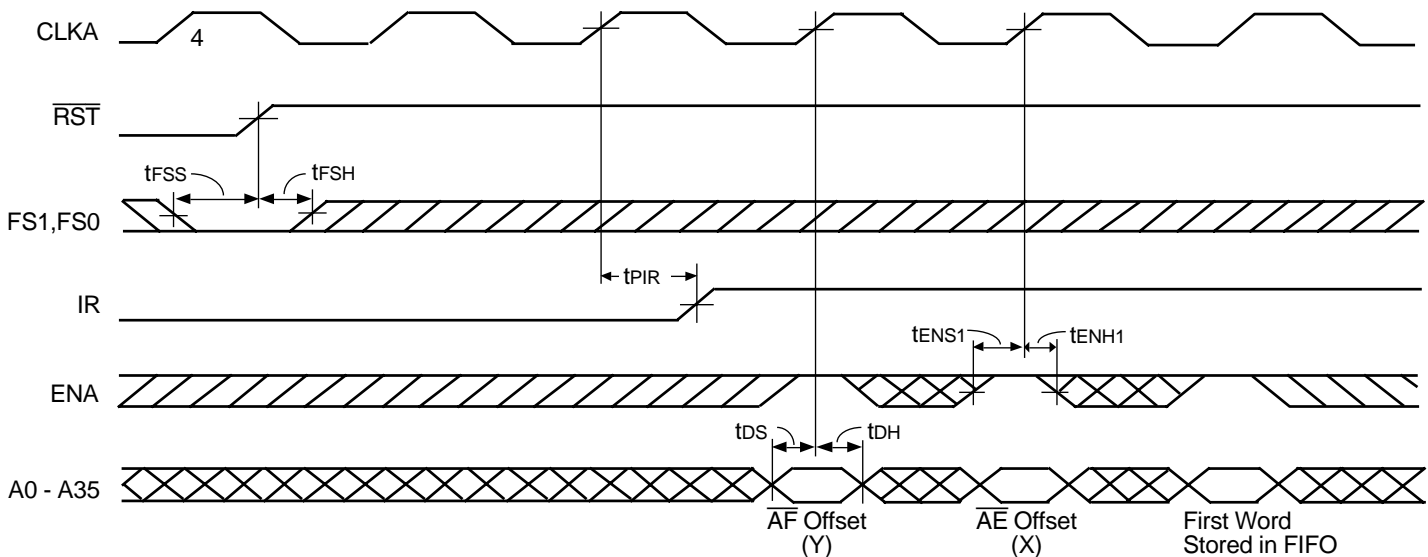 CLKA
4
RST
tFSS
tFSH
FS1,FS0
tPIR
IR
tENS1
tENH1
ENA
tDS
tDH
A0 - A35
AF Offset
(Y)
AE Offset
(X)
First Word
Stored in FIFO